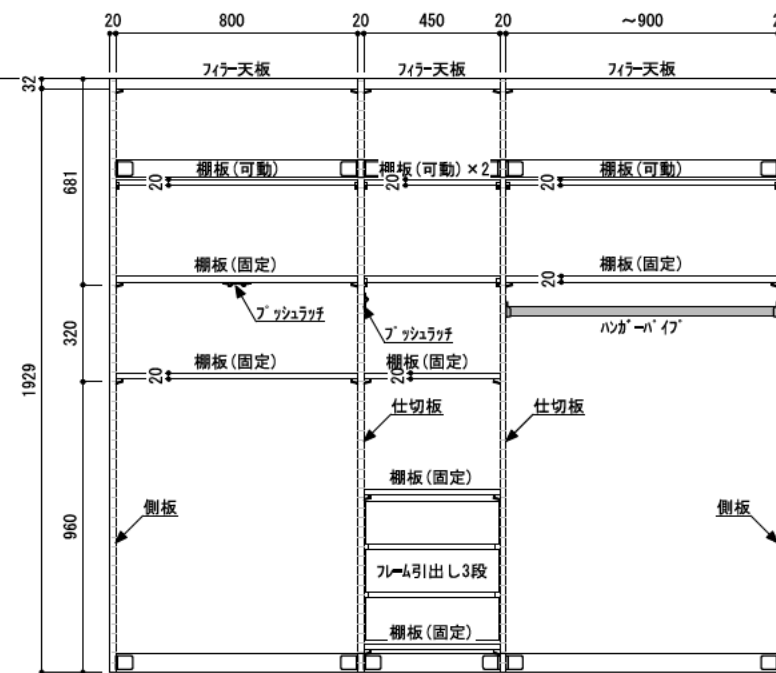 20 800 20 450 20 ~900 2
フィラー天板 フィラー天板 フィラー天板
32
棚板(可動) 棚板(可動)×2 棚板(可動)
681 20 20 20
棚板(固定) 棚板(固定)
20
プッシュラッチ プッシュラッチ ハンガーパイプ
320
棚板(固定) 棚板(固定)
1929 20 20
仕切板 仕切板
棚板(固定)
側板 側板
960
フレーム引出し3段
棚板(固定)